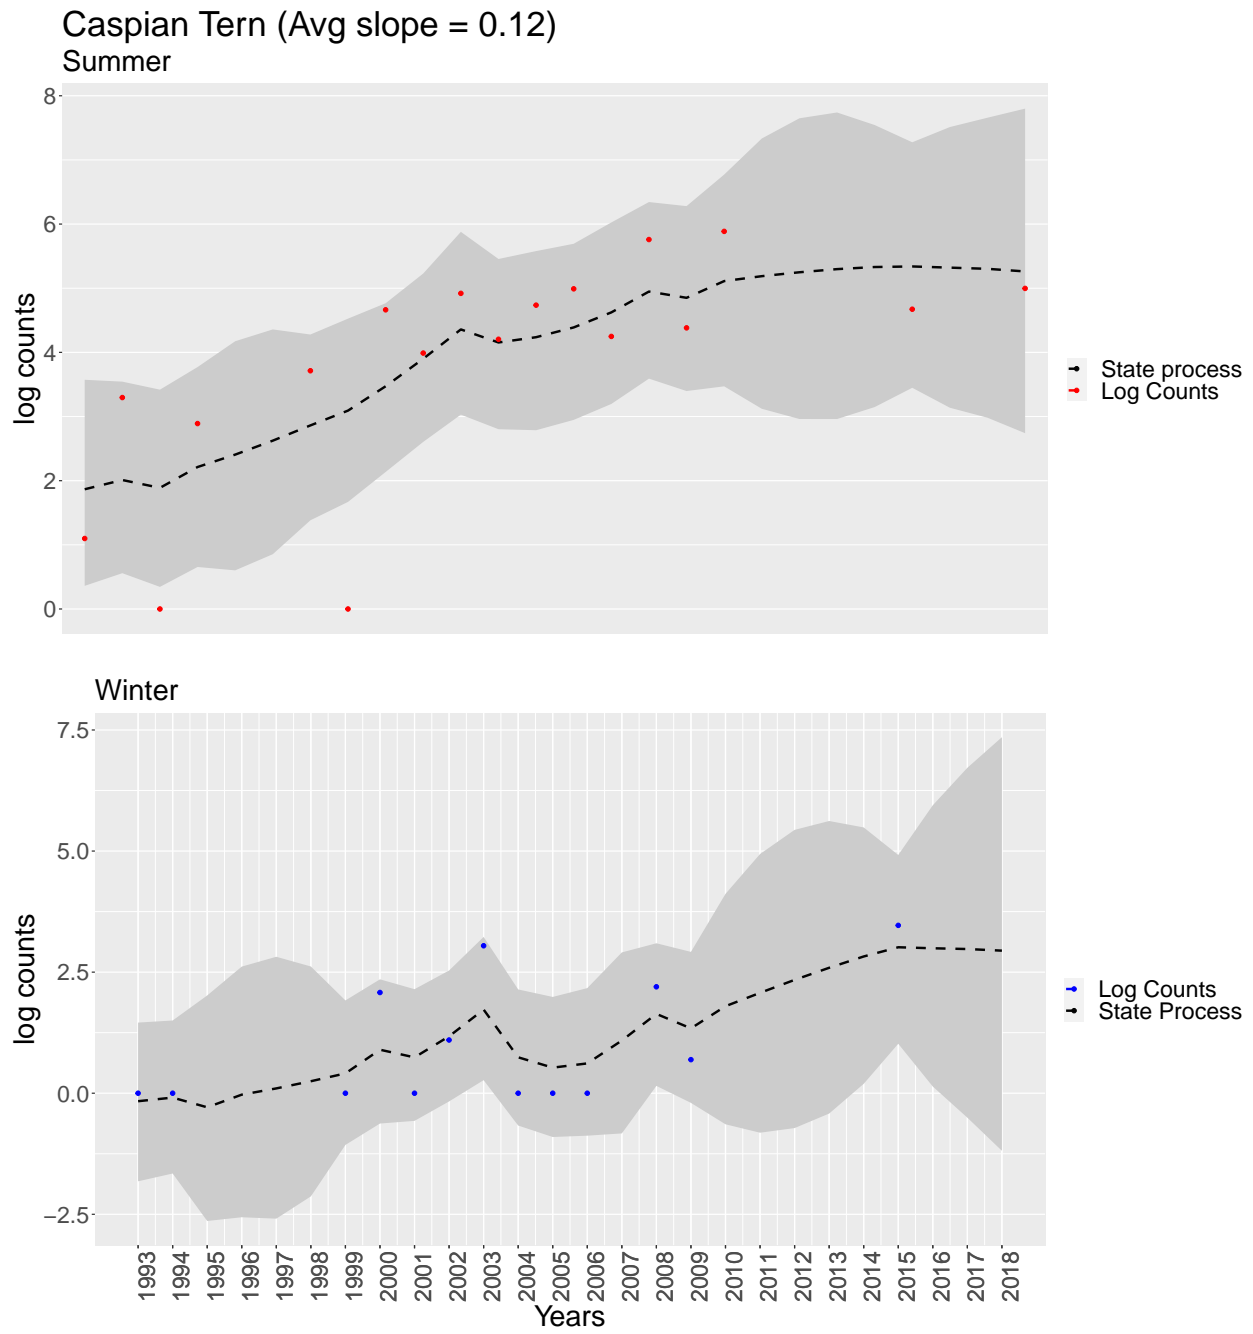 Caspian Tern (Avg slope = 0.12)
Summer
8
6
4
2
0
log counts
State process
Log Counts
Winter
7.5
5.0
2.5
0.0
−2.5
log counts
Log Counts
State Process
1993 1994 1995 1996 1997 1998 1999 2000 2001 2002 2003 2004 2005 2006 2007 2008 2009 2010 2011 2012 2013 2014 2015 2016 2017 2018
Years